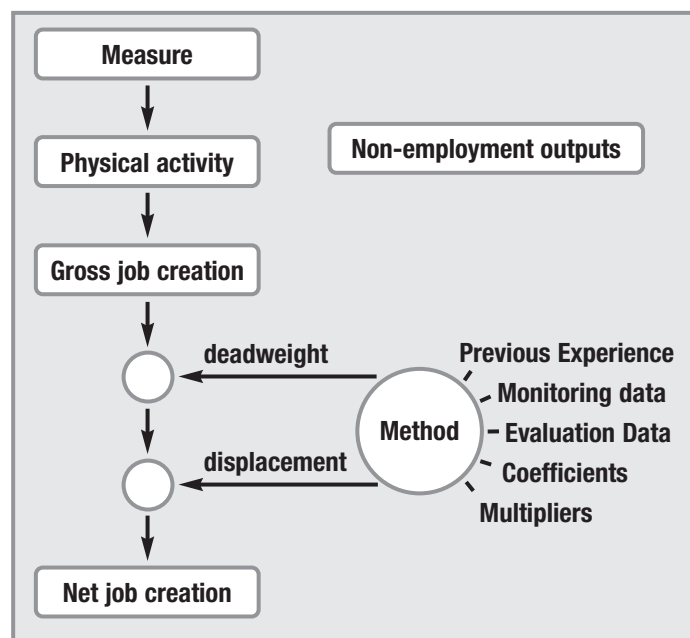 Measure
Physical activity
Non-employment outputs
Gross job creation
deadweight
Previous Experience
Monitoring data
Method
Evaluation Data
displacement
Coefficients
Multipliers
Net job creation